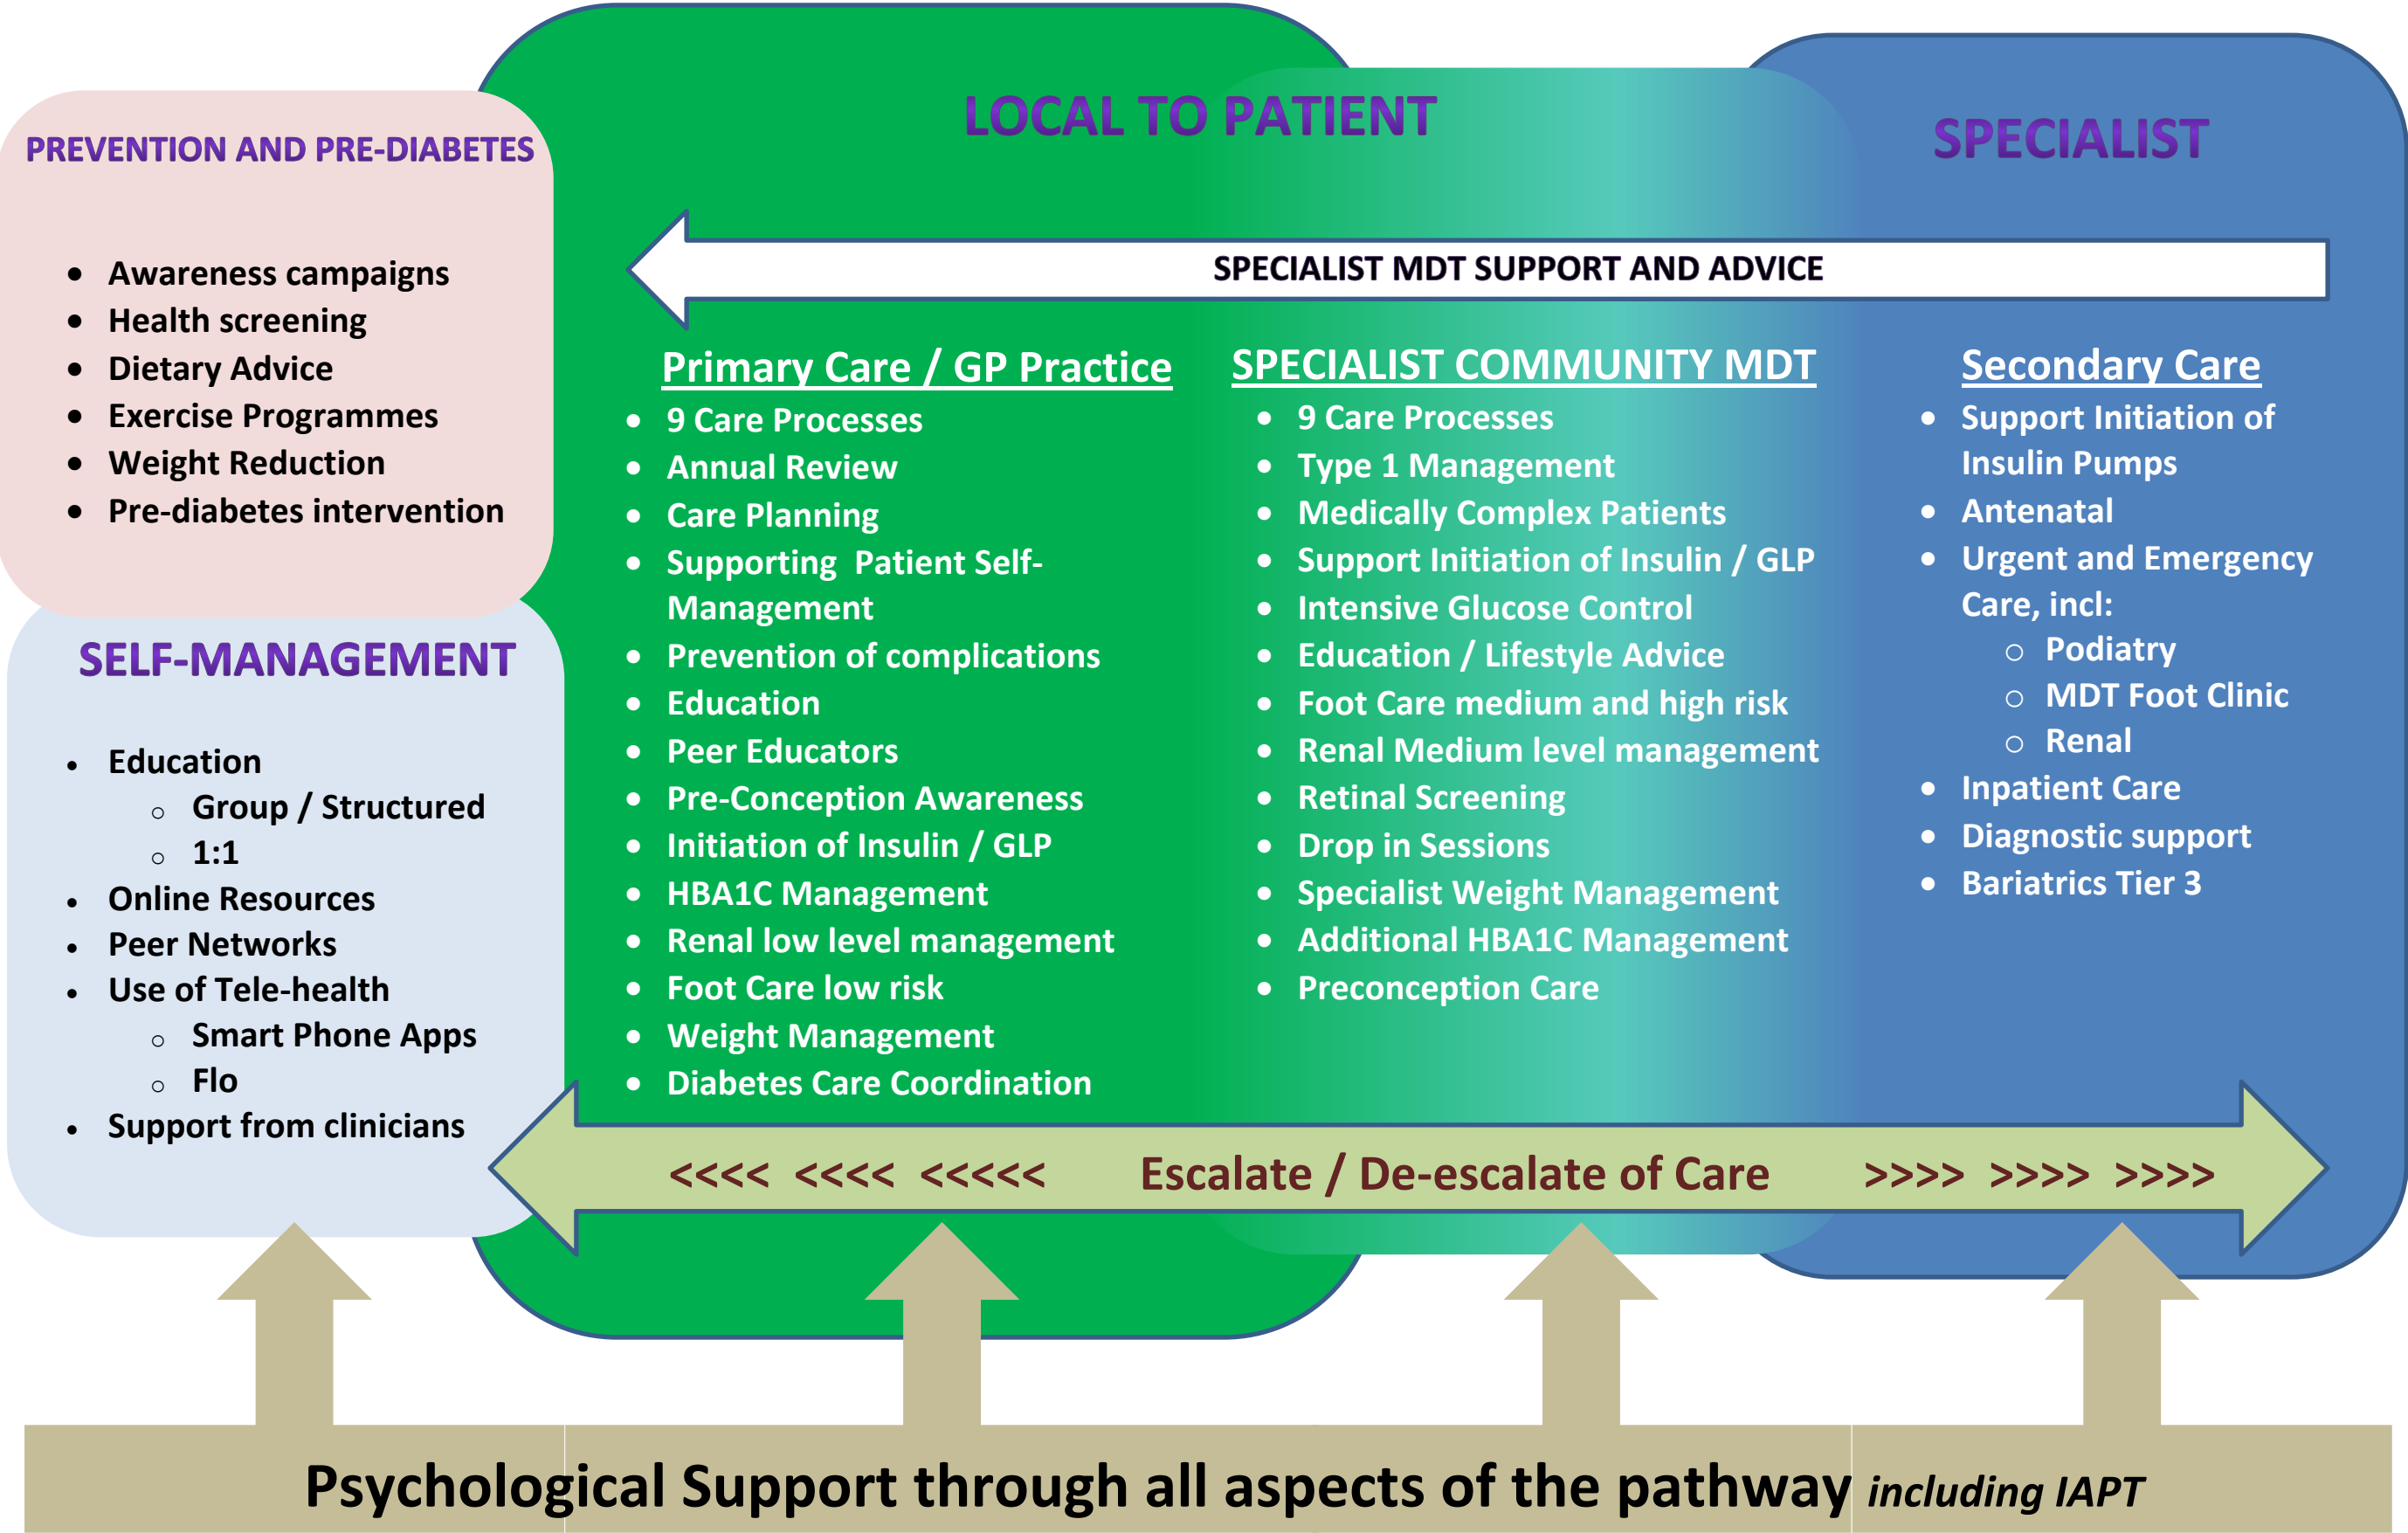 PREVENTION AND PRE-DIABETES
• Awareness campaigns
• Health screening
• Dietary Advice
• Exercise Programmes
• Weight Reduction
• Pre-diabetes intervention
SELF-MANAGEMENT
• Education
o Group / Structured
o 1:1
• Online Resources
• Peer Networks
• Use of Tele-health
o Smart Phone Apps
o Flo
• Support from clinicians
LOCAL TO PATIENT
SPECIALIST
SPECIALIST MDT SUPPORT AND ADVICE
Primary Care / GP Practice
• 9 Care Processes
• Annual Review
• Care Planning
• Supporting Patient Self-
Management
• Prevention of complications
• Education
• Peer Educators
• Pre-Conception Awareness
• Initiation of Insulin / GLP
• HBA1C Management
• Renal low level management
• Foot Care low risk
• Weight Management
• Diabetes Care Coordination
SPECIALIST COMMUNITY MDT
• 9 Care Processes
• Type 1 Management
• Medically Complex Patients
• Support Initiation of Insulin / GLP
• Intensive Glucose Control
• Education / Lifestyle Advice
• Foot Care medium and high risk
• Renal Medium level management
• Retinal Screening
• Drop in Sessions
• Specialist Weight Management
• Additional HBA1C Management
• Preconception Care
Secondary Care
• Support Initiation of
Insulin Pumps
• Antenatal
• Urgent and Emergency
Care, incl:
o Podiatry
o MDT Foot Clinic
o Renal
• Inpatient Care
• Diagnostic support
• Bariatrics Tier 3
<<<< <<<< <<<<< Escalate / De-escalate of Care >>>> >>>> >>>>
Psychological Support through all aspects of the pathway including IAPT